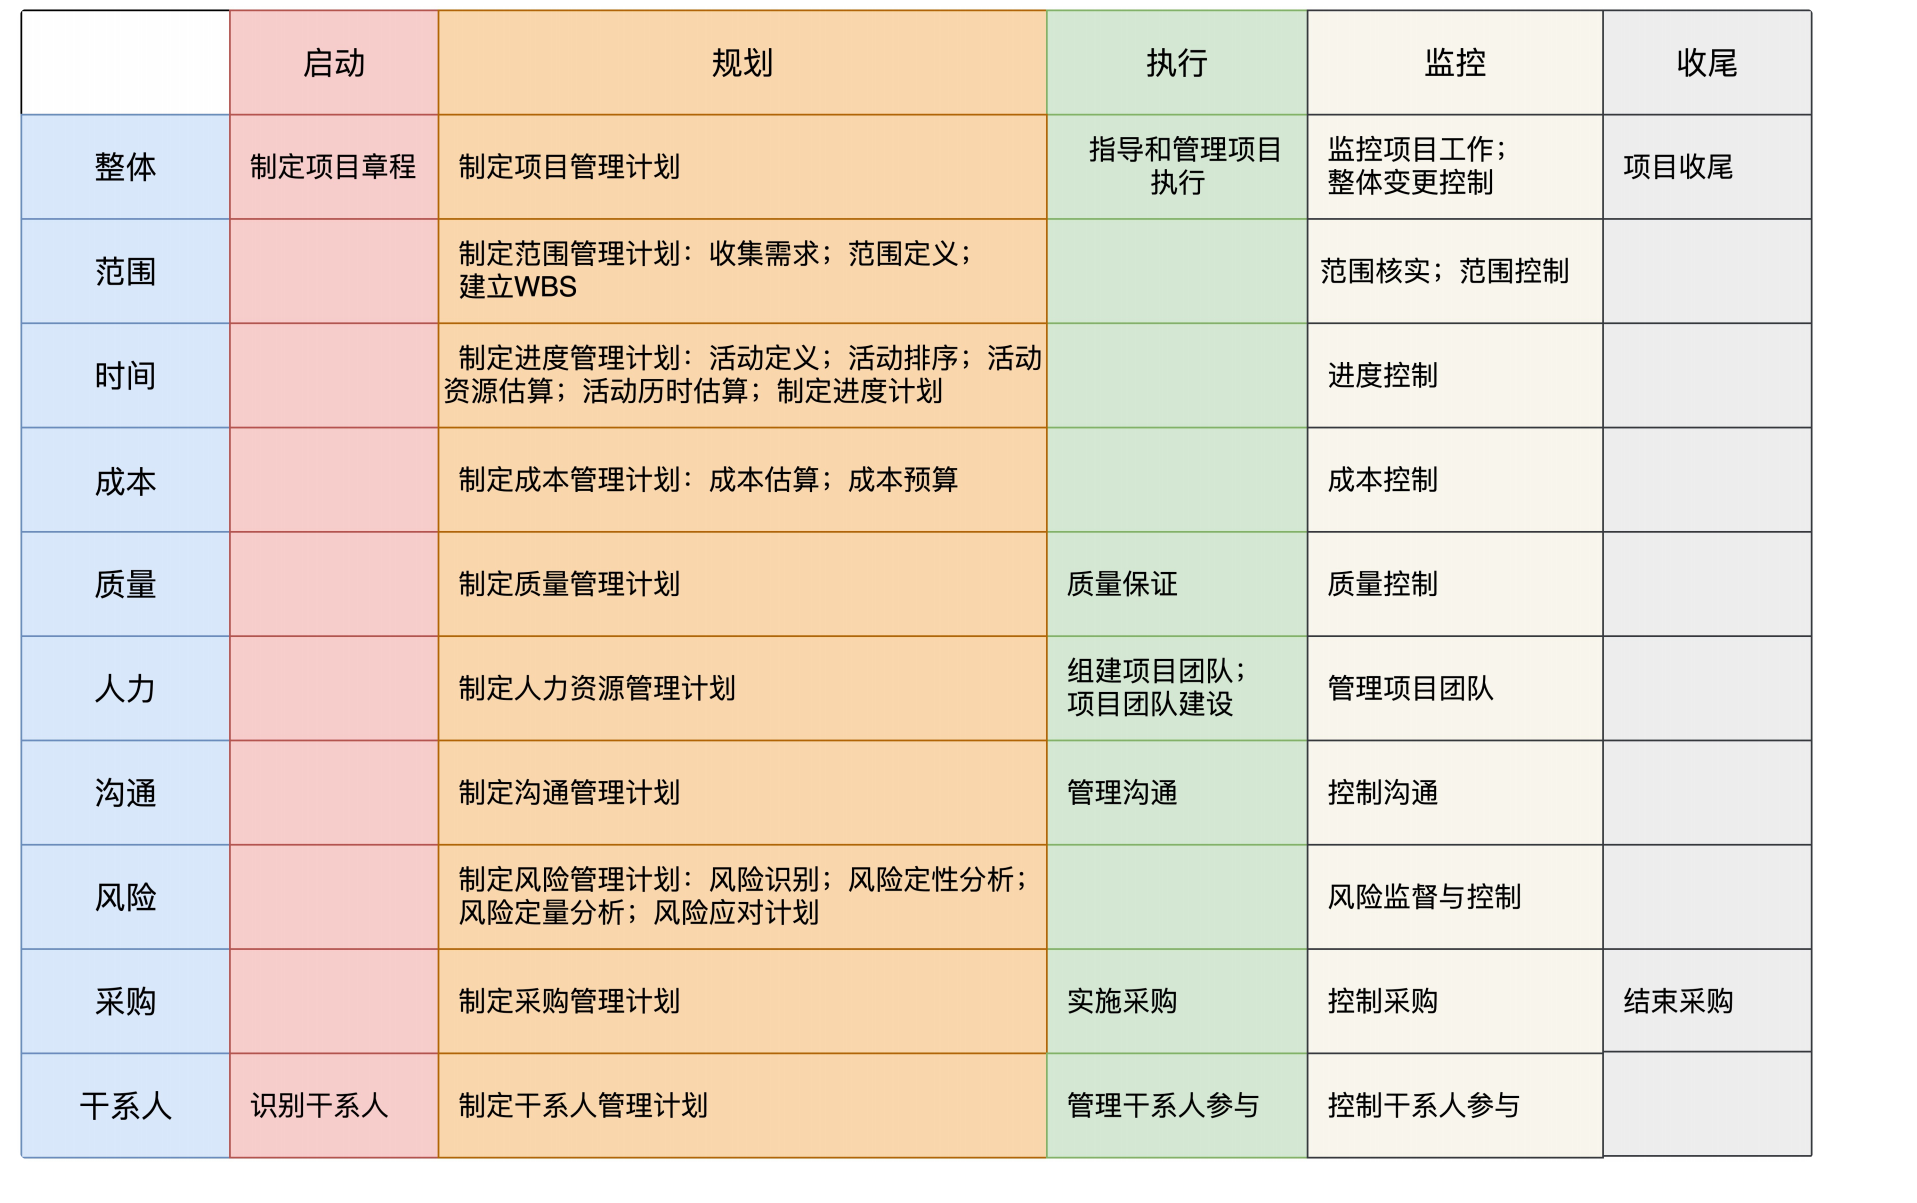 启动
规划
执行
监控
收尾
整体
制定项目章程
制定项目管理计划
指导和管理项目
执行
监控项目工作；
整体变更控制
项目收尾
范围
制定范围管理计划：收集需求；范围定义；
建立WBS
范围核实；范围控制
时间
制定进度管理计划：活动定义；活动排序；活动
资源估算；活动历时估算；制定进度计划
进度控制
成本
制定成本管理计划：成本估算；成本预算
成本控制
质量
制定质量管理计划
质量保证
质量控制
人力
制定人力资源管理计划
组建项目团队；
项目团队建设
管理项目团队
沟通
制定沟通管理计划
管理沟通
控制沟通
风险
制定风险管理计划：风险识别；风险定性分析；
风险定量分析；风险应对计划
风险监督与控制
采购
制定采购管理计划
实施采购
控制采购
结束采购
干系人
识别干系人
制定干系人管理计划
管理干系人参与
控制干系人参与